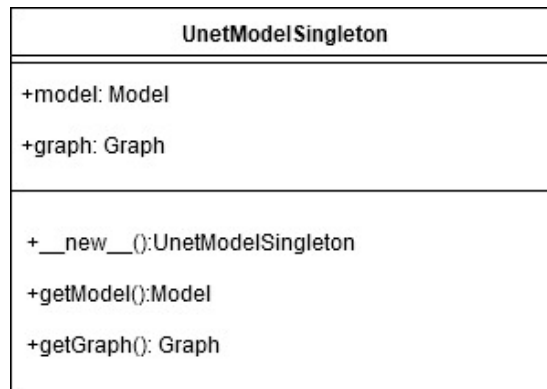 UnetModelSingleton
+model: Model
+graph: Graph
+__new__():UnetModelSingleton
+getModel():Model
+getGraph(): Graph